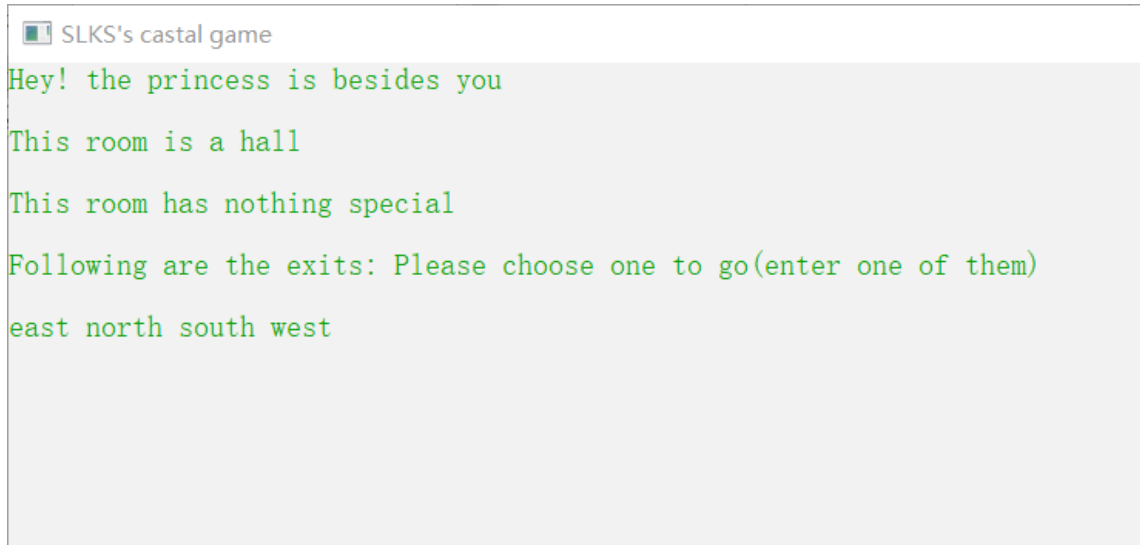 SLKS's castal game
Hey! the princess is besides you
This room is a hall
This room has nothing special
Following are the exits: Please choose one to go(enter one of them)
east north south west